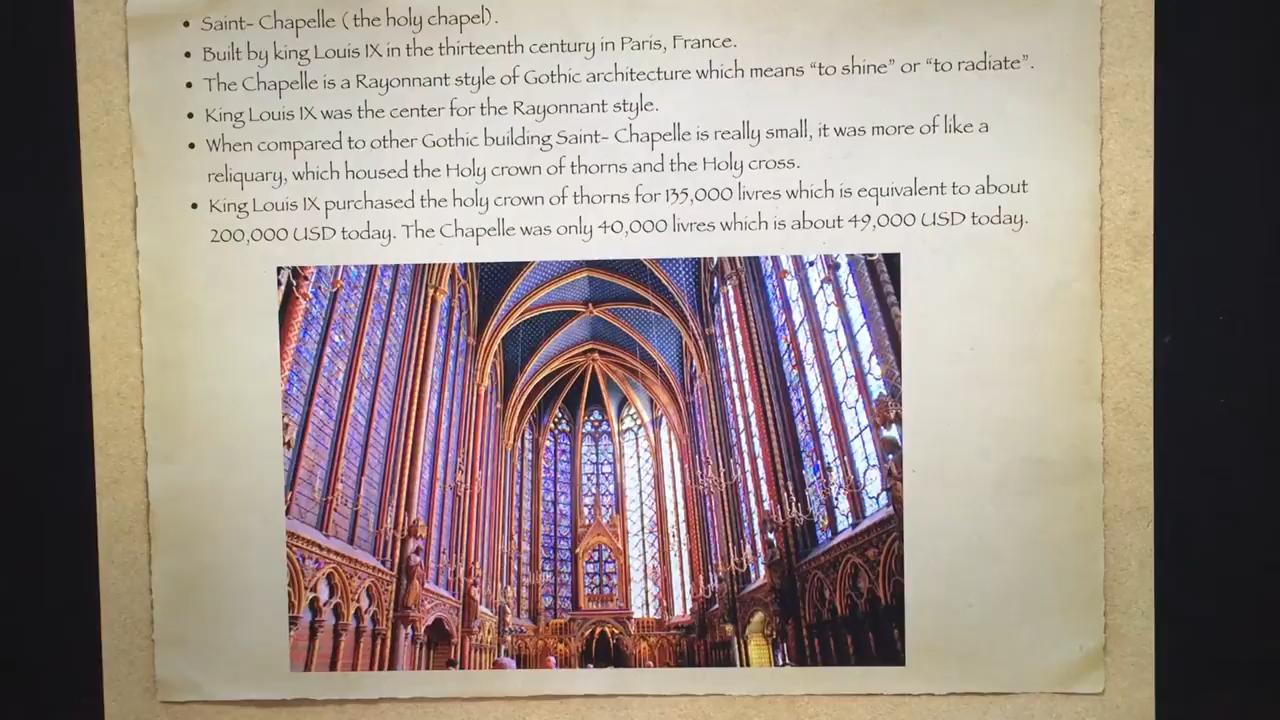 • Saint- Chapelle (the holy chapel).
• Built by king Louis IX in the thirteenth century in Paris, France.
• The Chapelle is a Rayonnant style of Gothic architecture which means “to shine” or “to radiate”.
• King Louis IX was the center for the Rayonnant style.
• When compared to other Gothic building Saint- Chapelle is really small, it was more of like a
reliquary, which housed the Holy crown of thorns and the Holy cross.
• King Louis IX purchased the holy crown of thorns for 135,000 livres which is equivalent to about
200,000 USD today. The Chapelle was only 40,000 livres which is about 49,000 USD today.